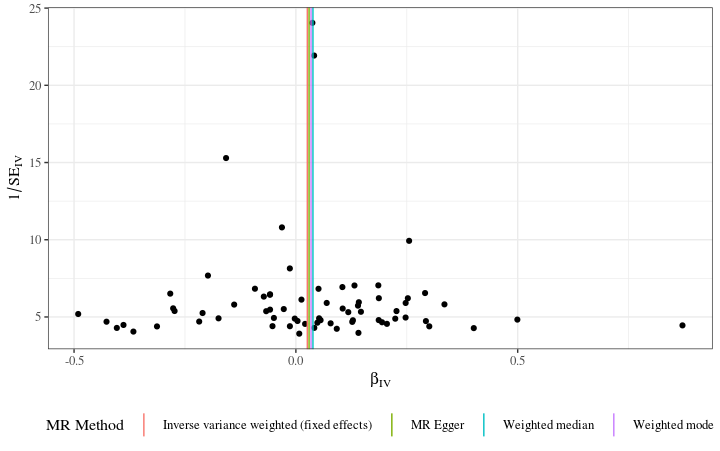 25
20
15
10
5
1/SE_IV
-0.5
0.0
0.5
β_IV
MR Method
Inverse variance weighted (fixed effects)
MR Egger
Weighted median
Weighted mode